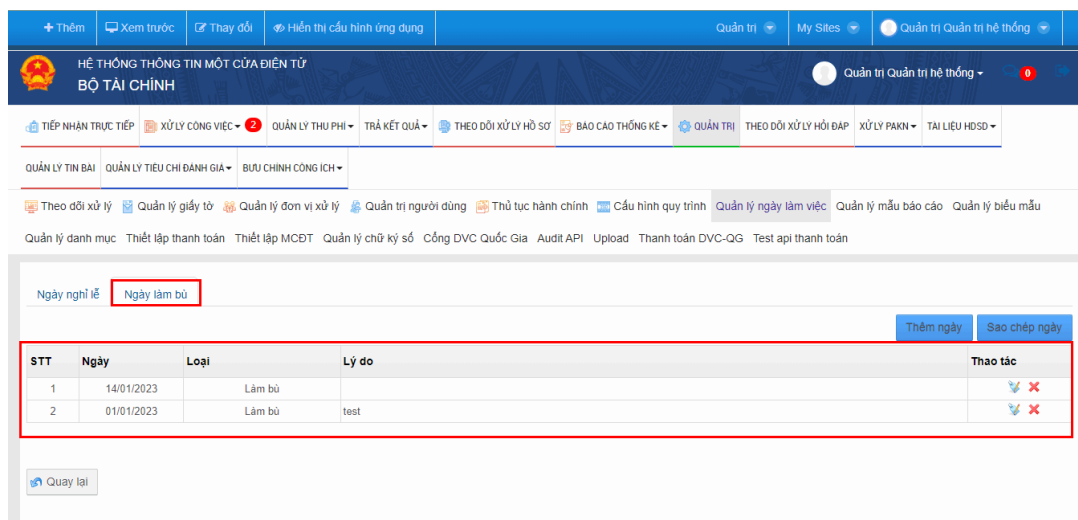 Thêm Xem trước Thay đổi Hiển thị cấu hình ứng dụng Quản trị My Sites Quản trị Quản trị hệ thống
HỆ THỐNG THÔNG TIN MỘT CỬA ĐIỆN TỬ
BỘ TÀI CHÍNH
Quản trị Quản trị hệ thống 0
TIẾP NHẬN TRỰC TIẾP XỬ LÝ CÔNG VIỆC 2 QUẢN LÝ THU PHÍ TRẢ KẾT QUẢ THEO DÕI XỬ LÝ HỒ SƠ BÁO CÁO THỐNG KÊ QUẢN TRỊ THEO DÕI XỬ LÝ HỎI ĐÁP XỬ LÝ PAKN TÀI LIỆU HDSD
QUẢN LÝ TIN BÀI QUẢN LÝ TIÊU CHÍ ĐÁNH GIÁ BƯU CHÍNH CÔNG ÍCH
Theo dõi xử lý Quản lý giấy tờ Quản lý đơn vị xử lý Quản trị người dùng Thủ tục hành chính Cấu hình quy trình Quản lý ngày làm việc Quản lý mẫu báo cáo Quản lý biểu mẫu
Quản lý danh mục Thiết lập thanh toán Thiết lập MCĐT Quản lý chữ ký số Cổng DVC Quốc Gia Audit API Upload Thanh toán DVC-QG Test api thanh toán
Ngày nghỉ lễ Ngày làm bù
Thêm ngày Sao chép ngày
STT Ngày Loại Lý do Thao tác
1 14/01/2023 Làm bù
2 01/01/2023 Làm bù test
Quay lại